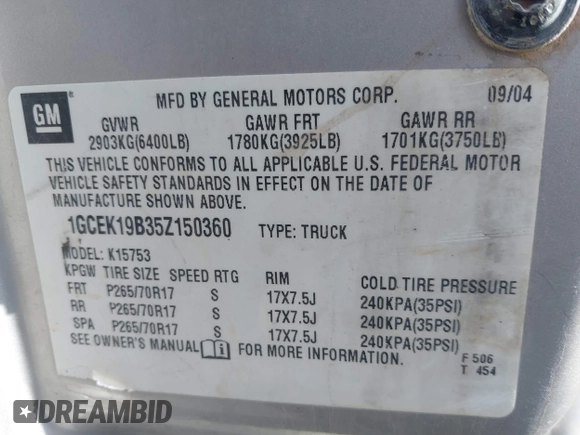 GM
MFD BY GENERAL MOTORS CORP.
09/04
GVWR GAWR FRT GAWR RR
2903KG(6400LB) 1780KG(3925LB) 1701KG(3750LB)
THIS VEHICLE CONFORMS TO ALL APPLICABLE U.S. FEDERAL MOTOR
VEHICLE SAFETY STANDARDS IN EFFECT ON THE DATE OF
MANUFACTURE SHOWN ABOVE.
1GCEK19B35Z150360 TYPE: TRUCK
MODEL: K15753
KPGW TIRE SIZE SPEED RTG RIM COLD TIRE PRESSURE
FRT P265/70R17 S 17X7.5J 240KPA(35PSI)
RR P265/70R17 S 17X7.5J 240KPA(35PSI)
SPA P265/70R17 S 17X7.5J 240KPA(35PSI)
SEE OWNER'S MANUAL FOR MORE INFORMATION.
F 506
T 454
DREAMBID